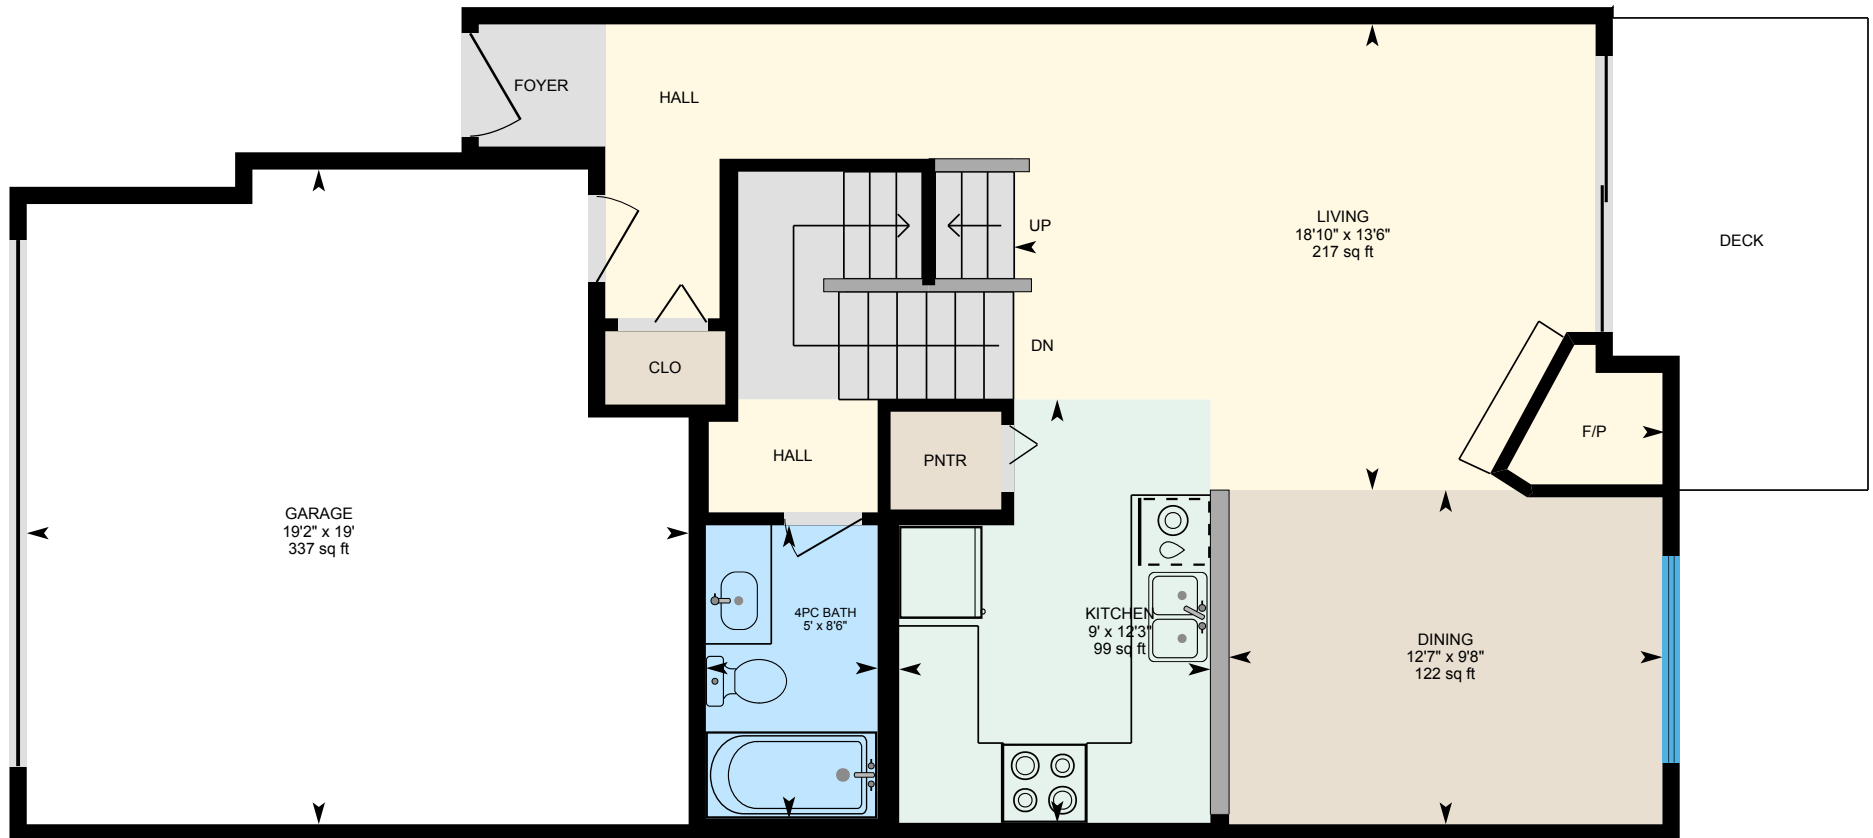 FOYER
HALL
LIVING
18'10" x 13'6"
217 sq ft
UP
DECK
DN
CLO
F/P
HALL
PNTR
GARAGE
19'2" x 19'
337 sq ft
4PC BATH
5' x 8'6"
KITCHEN
9' x 12'3"
99 sq ft
DINING
12'7" x 9'8"
122 sq ft